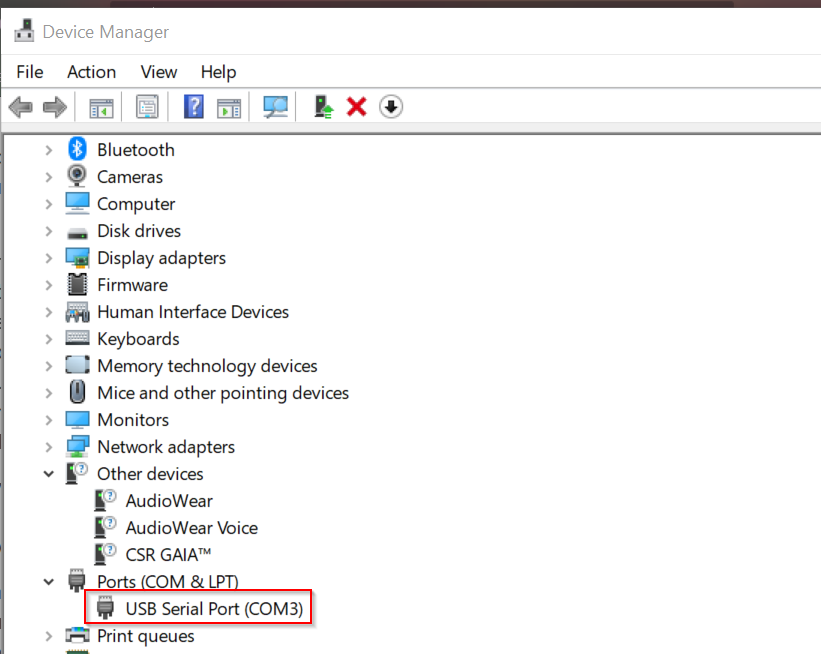 Device Manager
File Action View Help
Bluetooth
Cameras
Computer
Disk drives
Display adapters
Firmware
Human Interface Devices
Keyboards
Memory technology devices
Mice and other pointing devices
Monitors
Network adapters
Other devices
AudioWear
AudioWear Voice
CSR GAIA™
Ports (COM & LPT)
USB Serial Port (COM3)
Print queues